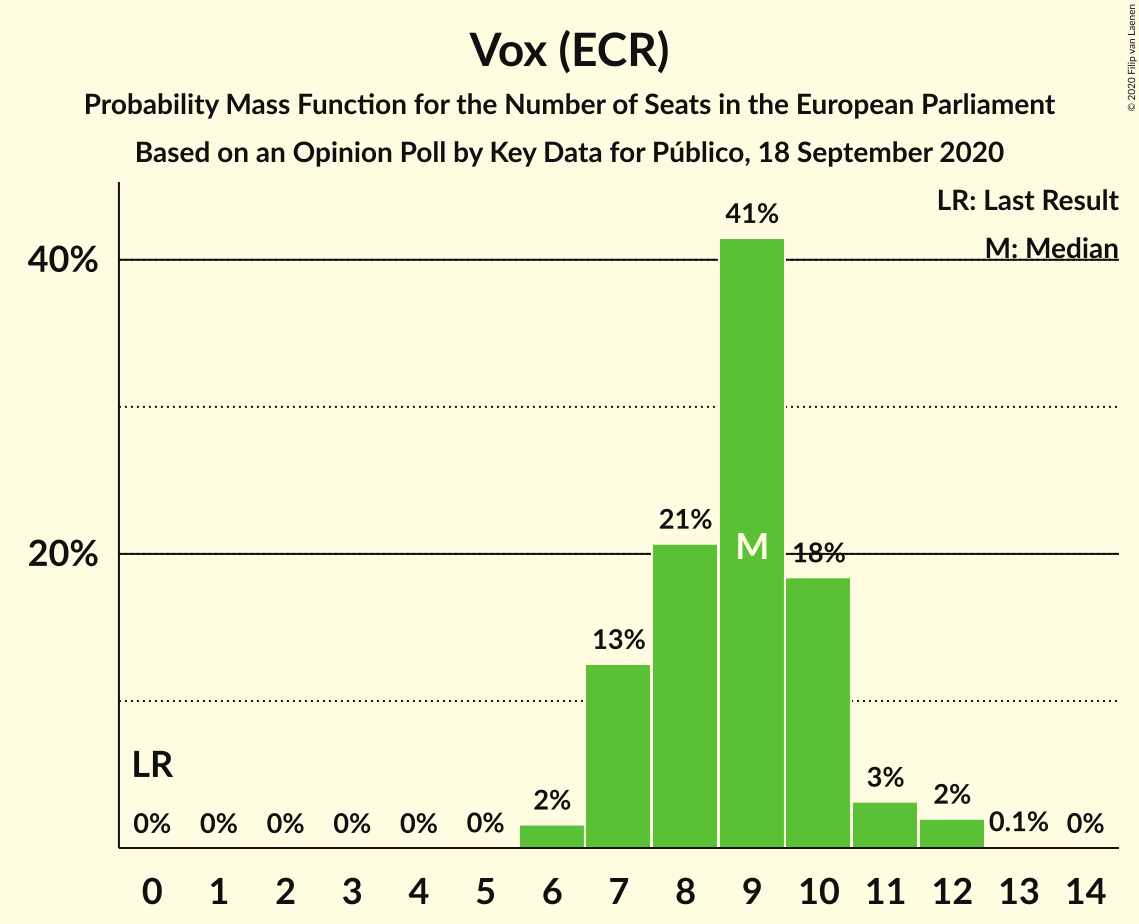 Vox (ECR)
Probability Mass Function for the Number of Seats in the European Parliament
Based on an Opinion Poll by Key Data for Público, 18 September 2020
© 2020 Filip van Laenen
LR: Last Result
M: Median
40%
20%
41%
21%
M
18%
13%
LR
0% 0% 0% 0% 0% 0% 2% 3% 2% 0.1% 0%
0 1 2 3 4 5 6 7 8 9 10 11 12 13 14